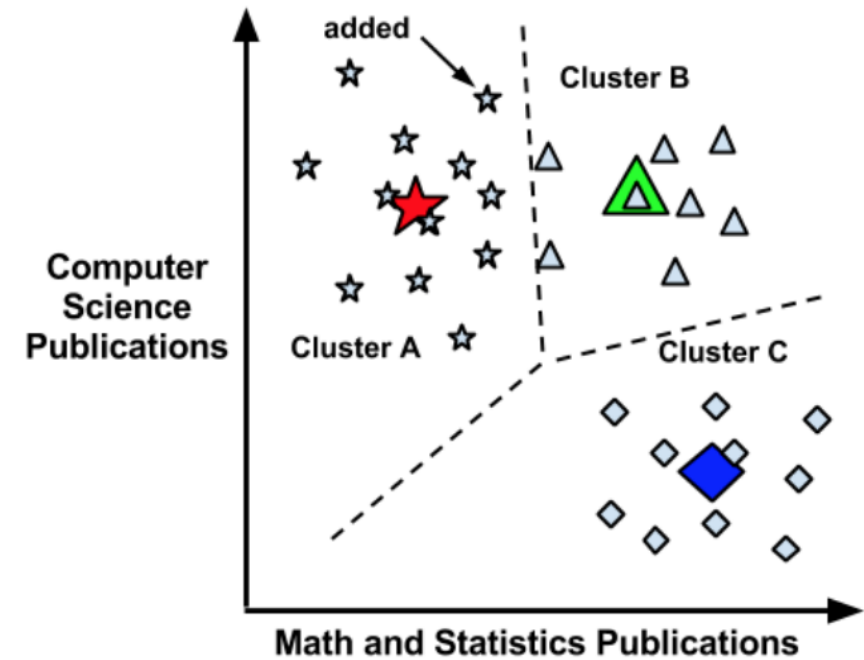 added
Cluster B
Computer
Science
Publications
Cluster A
Cluster C
Math and Statistics Publications